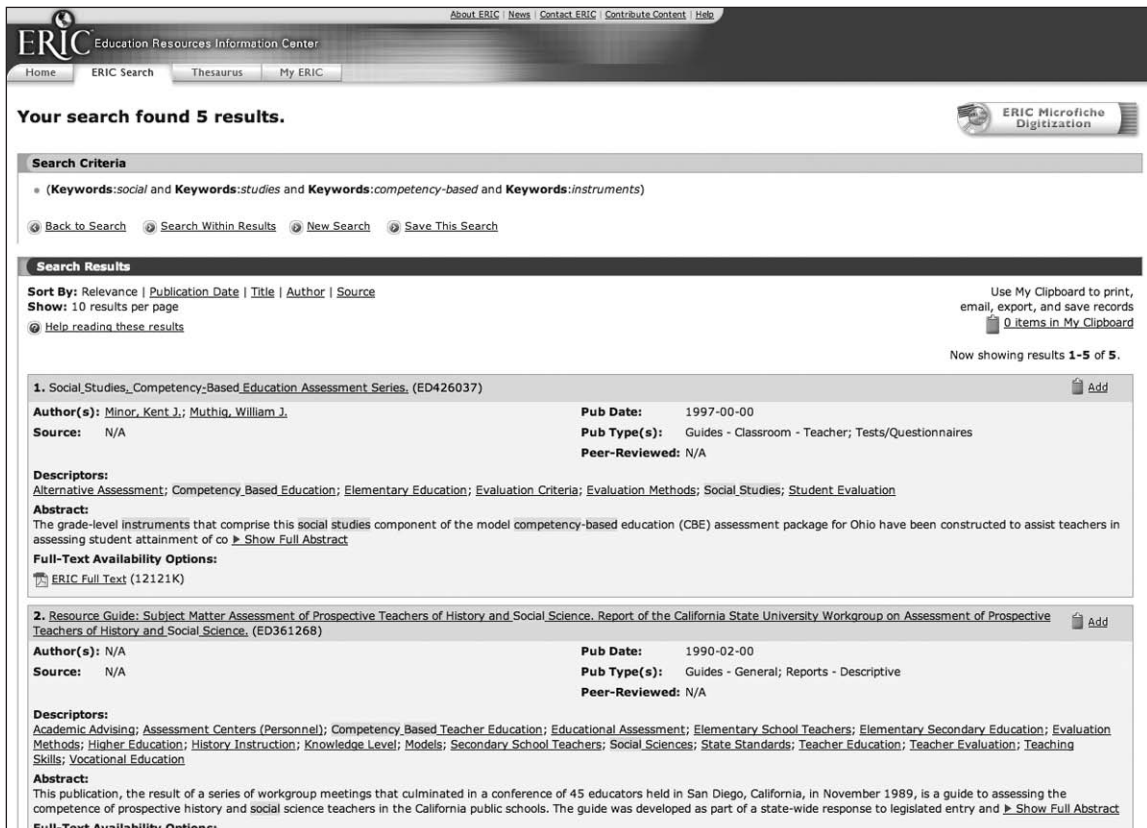 About ERIC | News | Contact ERIC | Contribute Content | Help
ERIC Education Resources Information Center
Home ERIC Search Thesaurus My ERIC
Your search found 5 results.
ERIC Microfiche
Digitization
Search Criteria
(Keywords:social and Keywords:studies and Keywords:competency-based and Keywords:instruments)
Back to Search Search Within Results New Search Save This Search
Search Results
Sort By: Relevance | Publication Date | Title | Author | Source
Show: 10 results per page
Help reading these results
Use My Clipboard to print,
email, export, and save records
0 items in My Clipboard
Now showing results 1-5 of 5.
1. Social Studies, Competency-Based Education Assessment Series. (ED426037)
Add
Author(s): Minor, Kent J.; Muthig, William J.
Pub Date: 1997-00-00
Source: N/A
Pub Type(s): Guides - Classroom - Teacher; Tests/Questionnaires
Peer-Reviewed: N/A
Descriptors:
Alternative Assessment; Competency Based Education; Elementary Education; Evaluation Criteria; Evaluation Methods; Social Studies; Student Evaluation
Abstract:
The grade-level instruments that comprise this social studies component of the model competency-based education (CBE) assessment package for Ohio have been constructed to assist teachers in
assessing student attainment of co ▶ Show Full Abstract
Full-Text Availability Options:
ERIC Full Text (12121K)
2. Resource Guide: Subject Matter Assessment of Prospective Teachers of History and Social Science. Report of the California State University Workgroup on Assessment of Prospective
Teachers of History and Social Science. (ED361268)
Add
Author(s): N/A
Pub Date: 1990-02-00
Source: N/A
Pub Type(s): Guides - General; Reports - Descriptive
Peer-Reviewed: N/A
Descriptors:
Academic Advising; Assessment Centers (Personnel); Competency Based Teacher Education; Educational Assessment; Elementary School Teachers; Elementary Secondary Education; Evaluation
Methods; Higher Education; History Instruction; Knowledge Level; Models; Secondary School Teachers; Social Sciences; State Standards; Teacher Education; Teacher Evaluation; Teaching
Skills; Vocational Education
Abstract:
This publication, the result of a series of workgroup meetings that culminated in a conference of 45 educators held in San Diego, California, in November 1989, is a guide to assessing the
competence of prospective history and social science teachers in the California public schools. The guide was developed as part of a state-wide response to legislated entry and ▶ Show Full Abstract
Full-Text Availability Options: